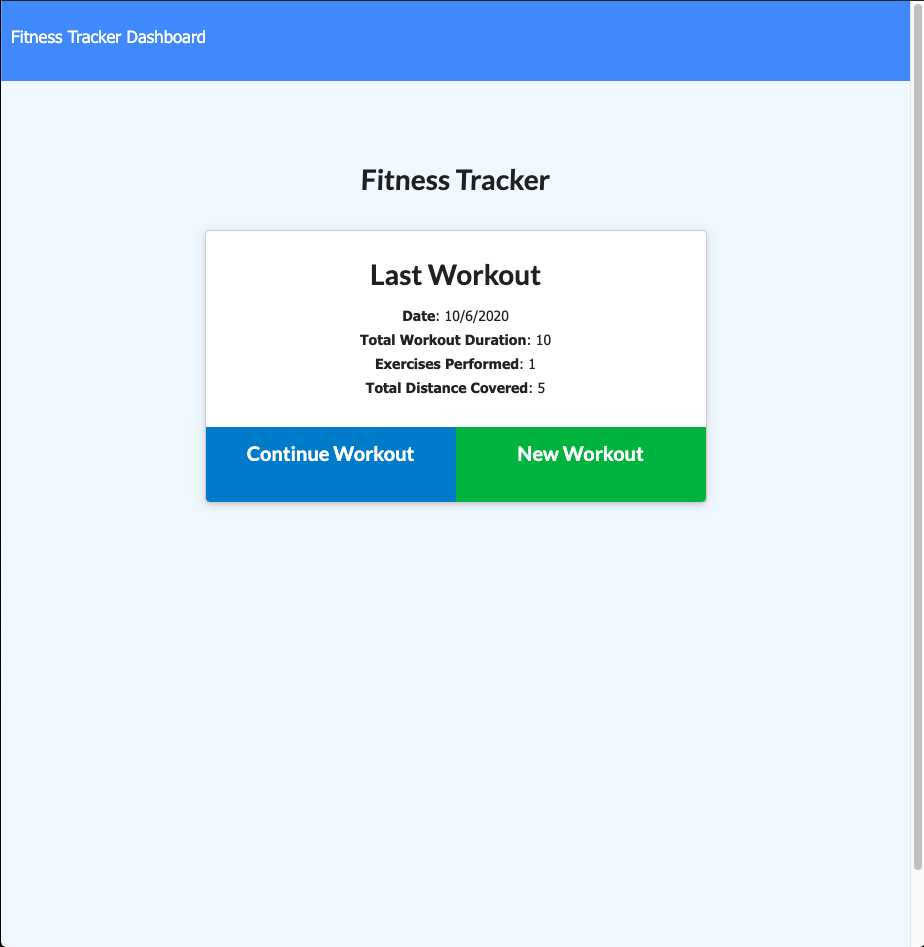 Fitness Tracker Dashboard
Fitness Tracker
Last Workout
Date: 10/6/2020
Total Workout Duration: 10
Exercises Performed: 1
Total Distance Covered: 5
Continue Workout
New Workout